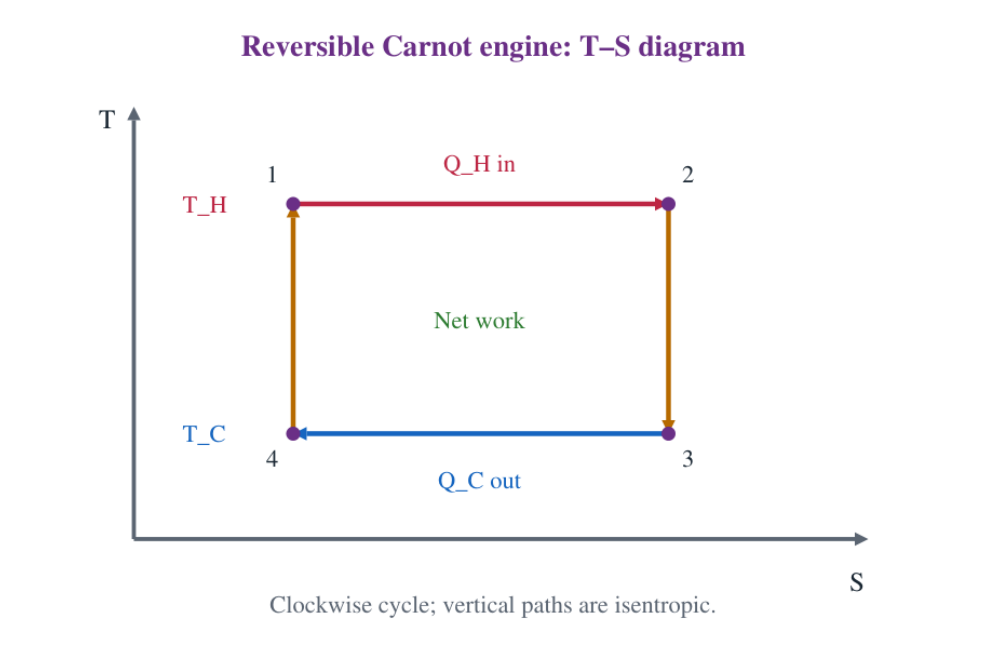 Reversible Carnot engine: T–S diagram
T
Q_H in
1
2
T_H
Net work
T_C
4
3
Q_C out
S
Clockwise cycle; vertical paths are isentropic.